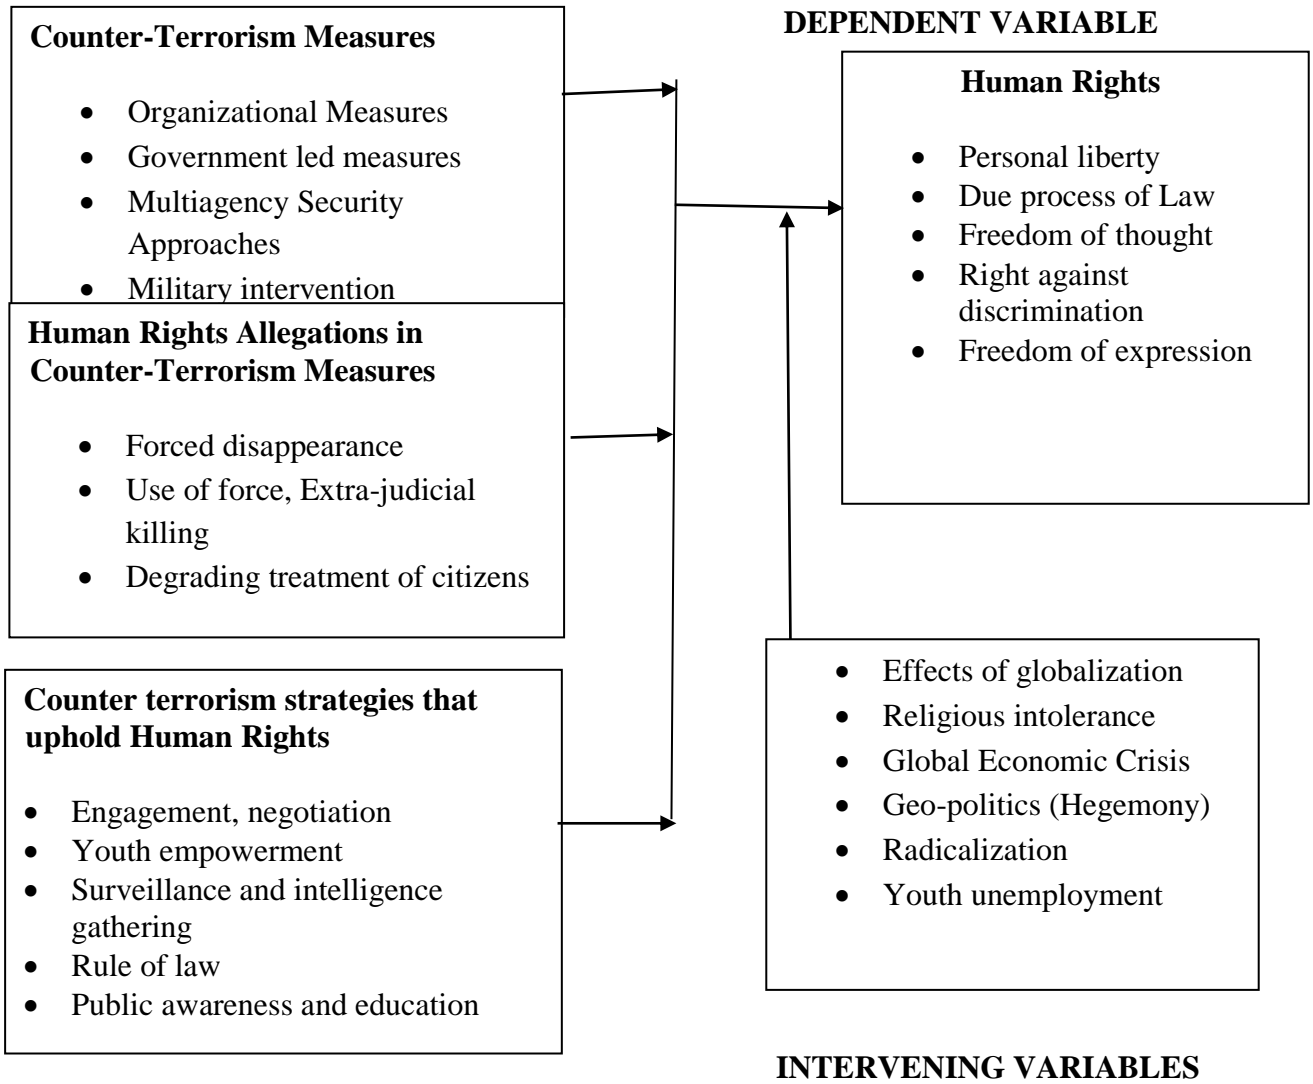 Counter-Terrorism Measures
• Organizational Measures
• Government led measures
• Multiagency Security
Approaches
• Military intervention
Human Rights Allegations in
Counter-Terrorism Measures
• Forced disappearance
• Use of force, Extra-judicial
killing
• Degrading treatment of citizens
Counter terrorism strategies that
uphold Human Rights
• Engagement, negotiation
• Youth empowerment
• Surveillance and intelligence
gathering
• Rule of law
• Public awareness and education
DEPENDENT VARIABLE
Human Rights
• Personal liberty
• Due process of Law
• Freedom of thought
• Right against
discrimination
• Freedom of expression
• Effects of globalization
• Religious intolerance
• Global Economic Crisis
• Geo-politics (Hegemony)
• Radicalization
• Youth unemployment
INTERVENING VARIABLES